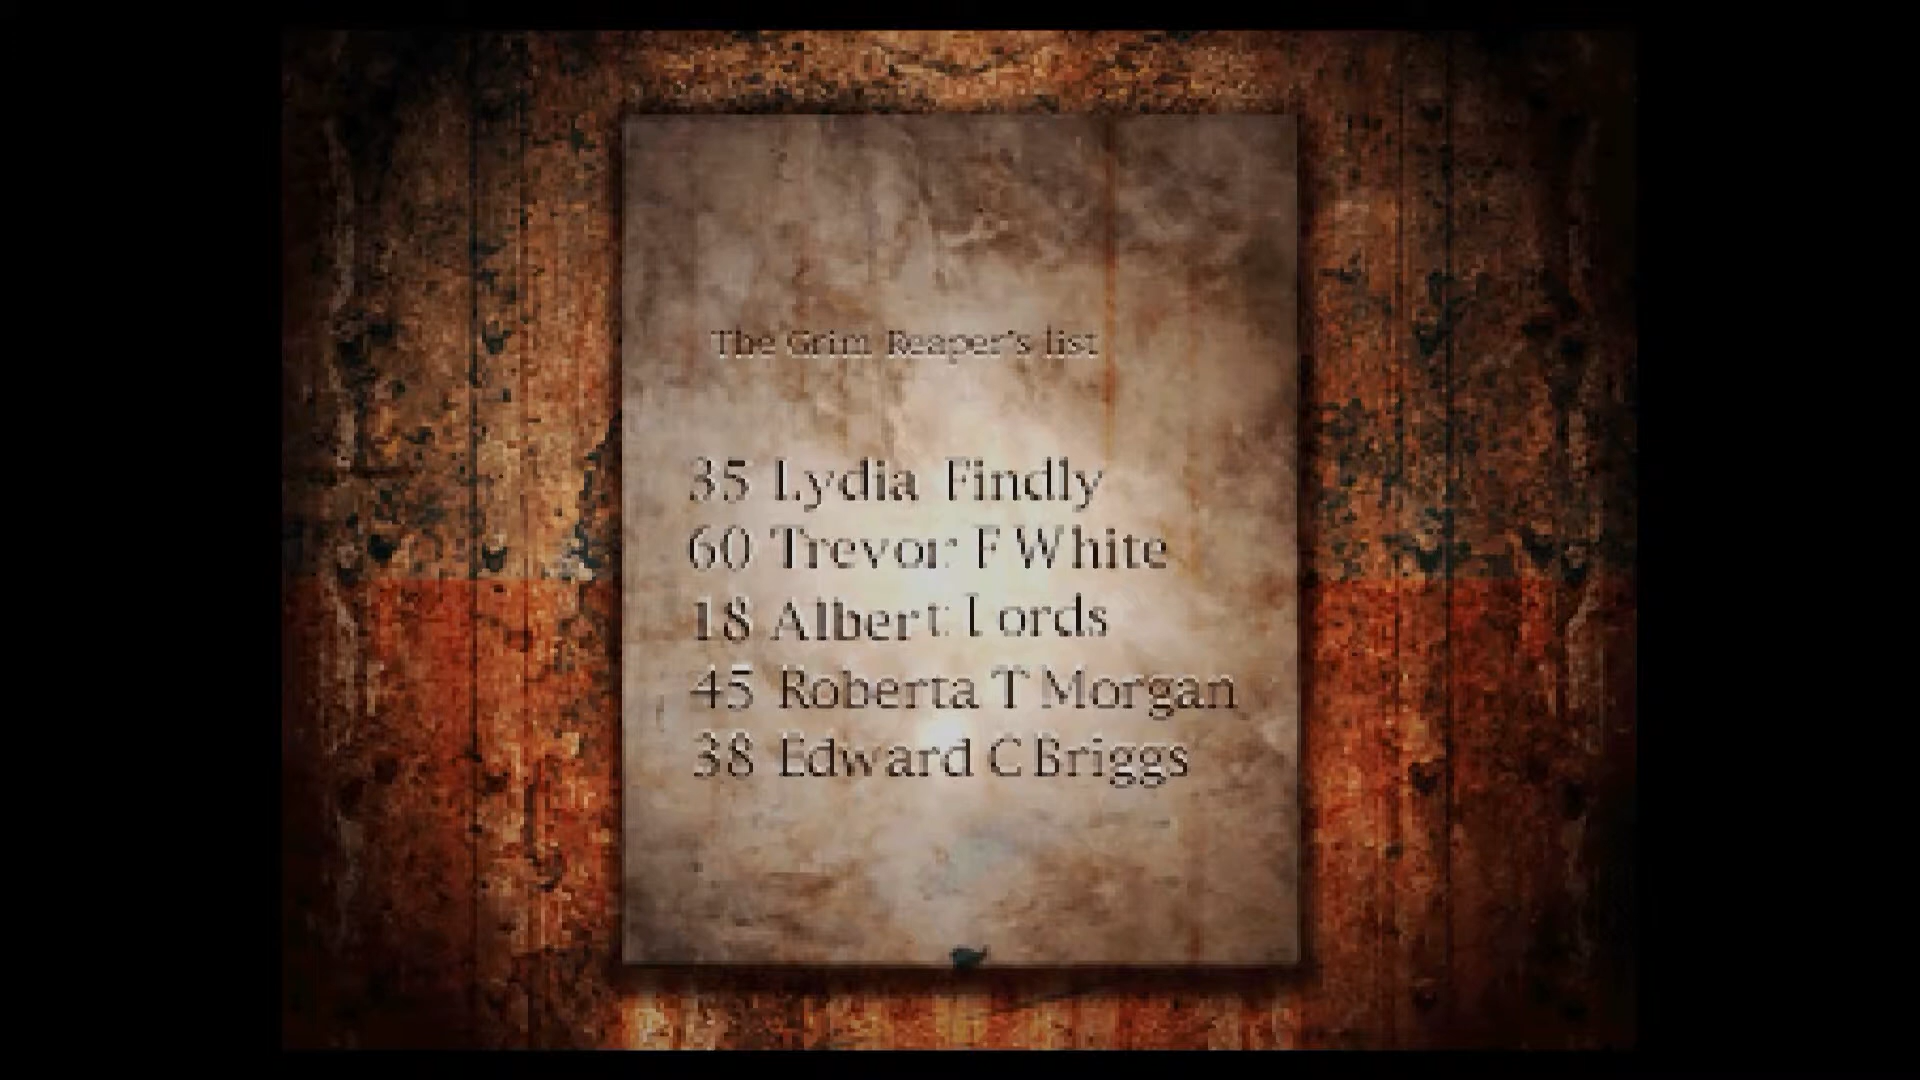 The Grim Reaper's list
35 Lydia Findly
60 Trevor F White
18 Albert Lords
45 Roberta T Morgan
38 Edward C Briggs